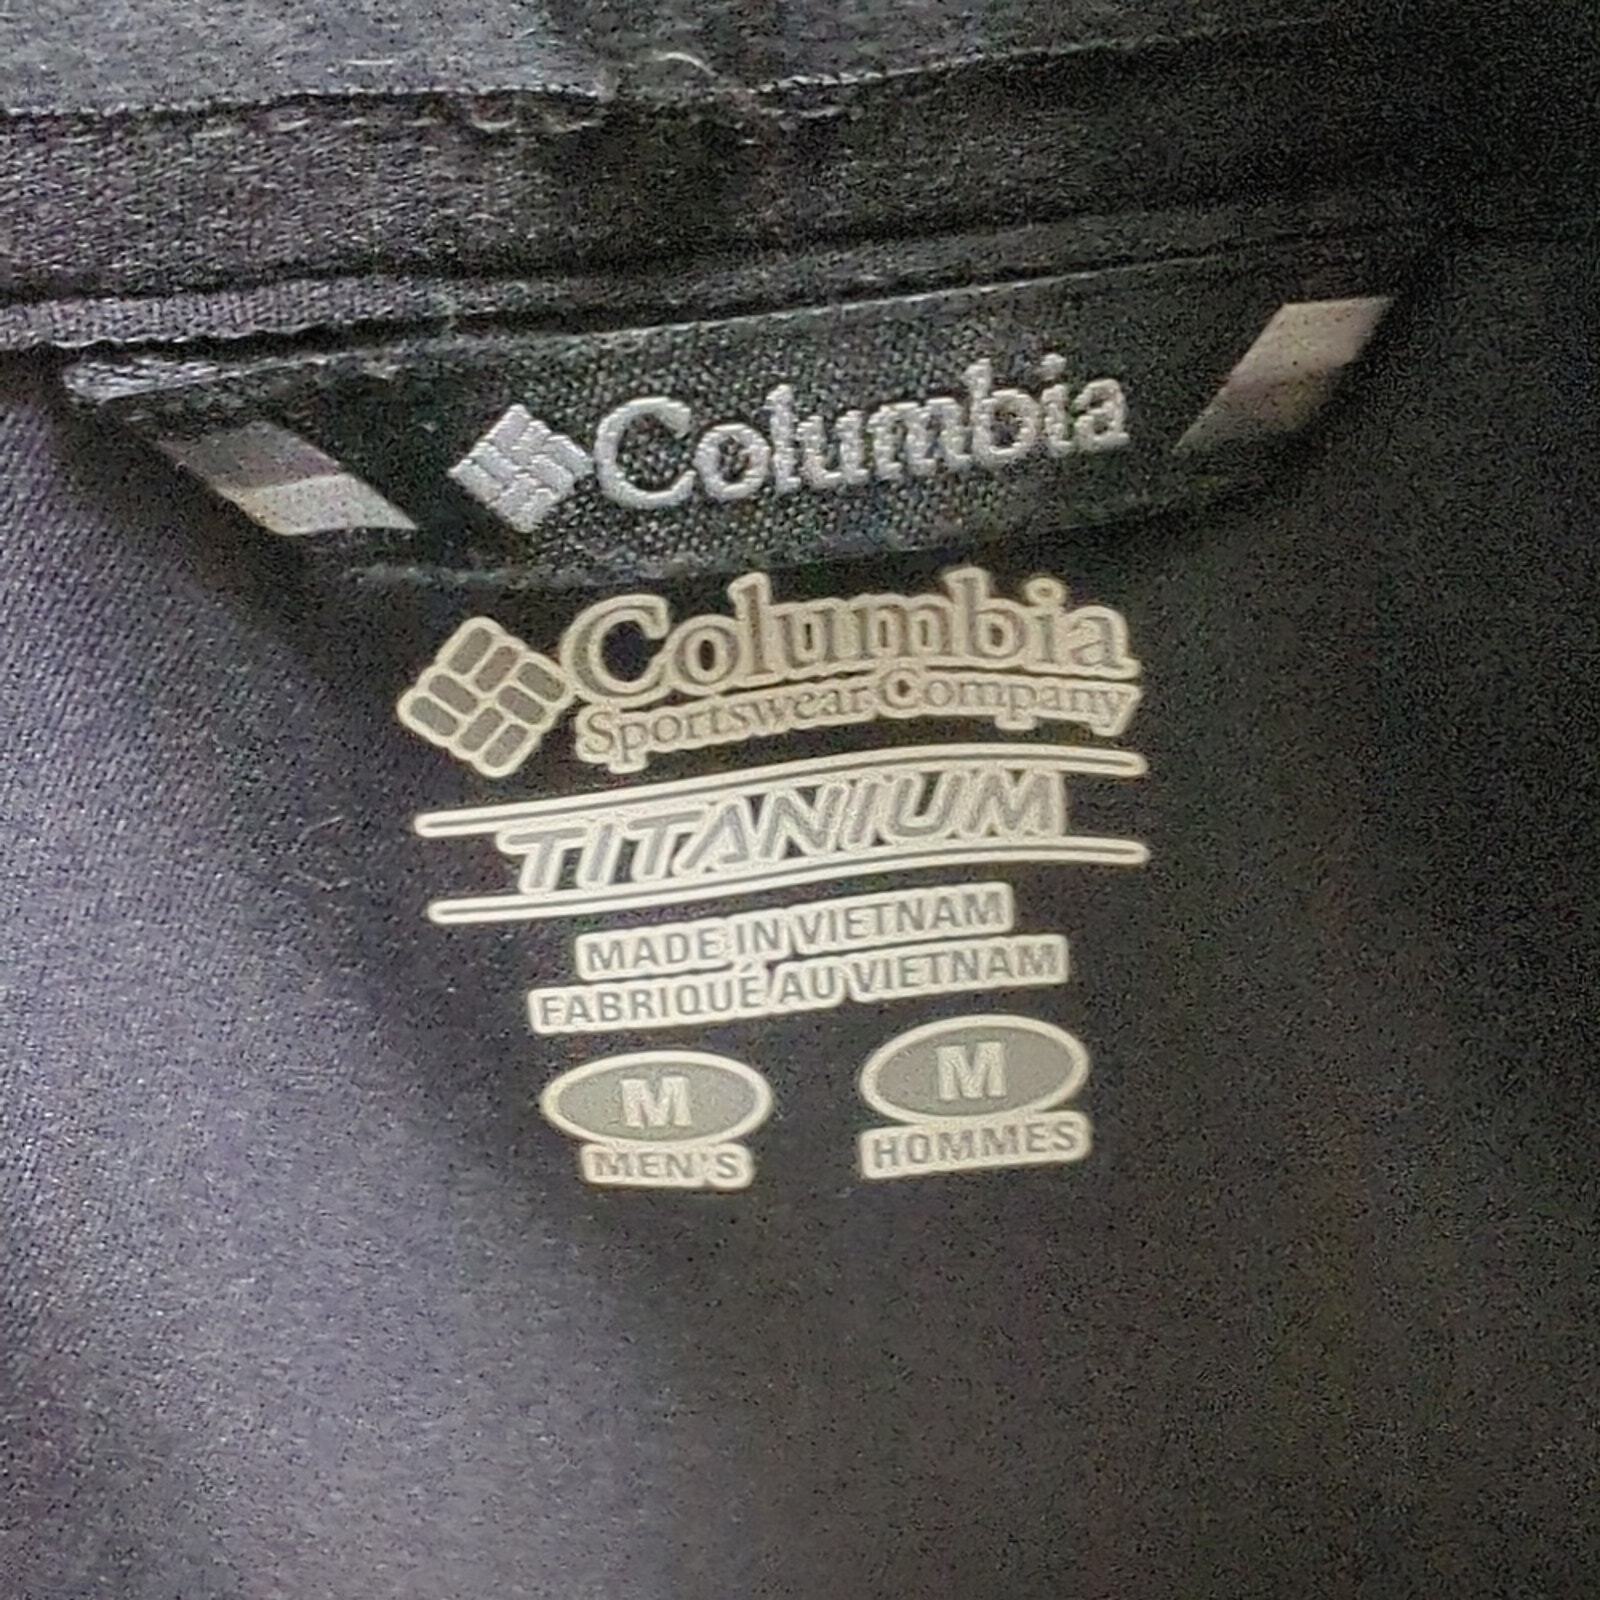 Columbia
Columbia
Sportswear Company
TITANIUM
MADE IN VIETNAM
FABRIQUÉ AU VIETNAM
M M
MEN'S HOMMES